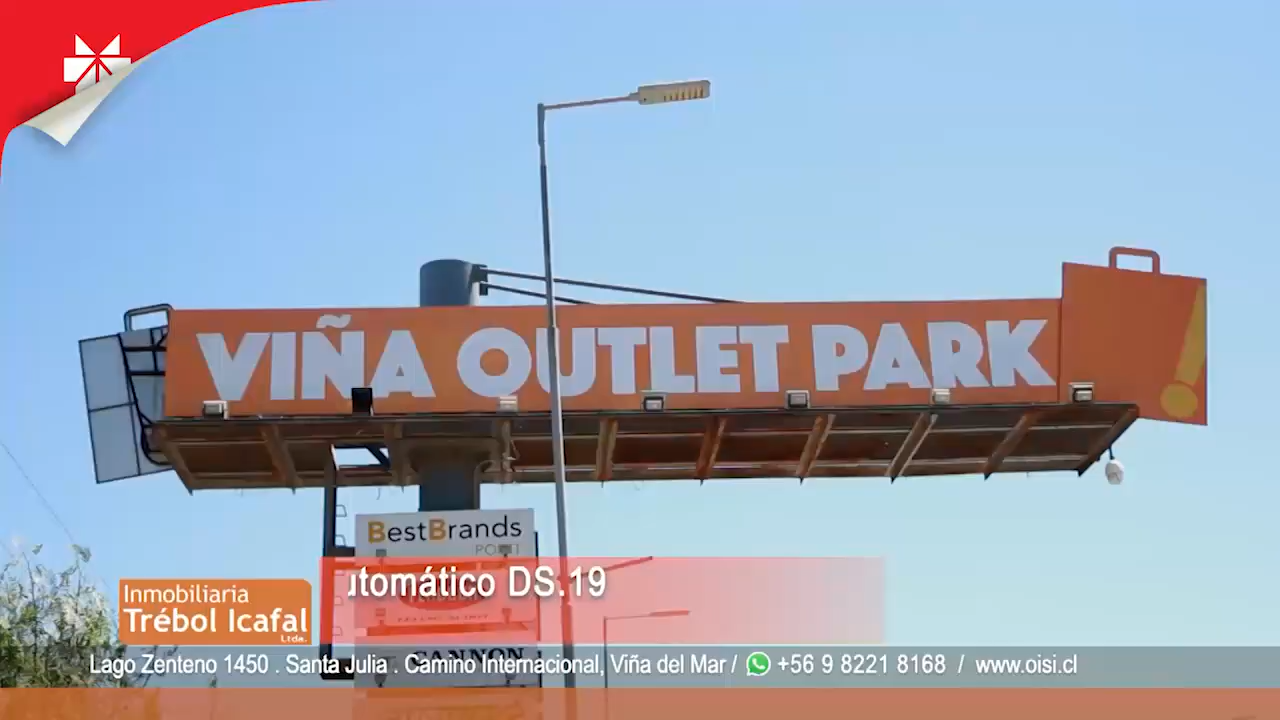 VIÑA OUTLET PARK
BestBrands
Inmobiliaria
Trébol Icafal
Ltda.
utomático DS.19
CANNON
Lago Zenteno 1450 . Santa Julia . Camino Internacional, Viña del Mar / +56 9 8221 8168 / www.oisi.cl